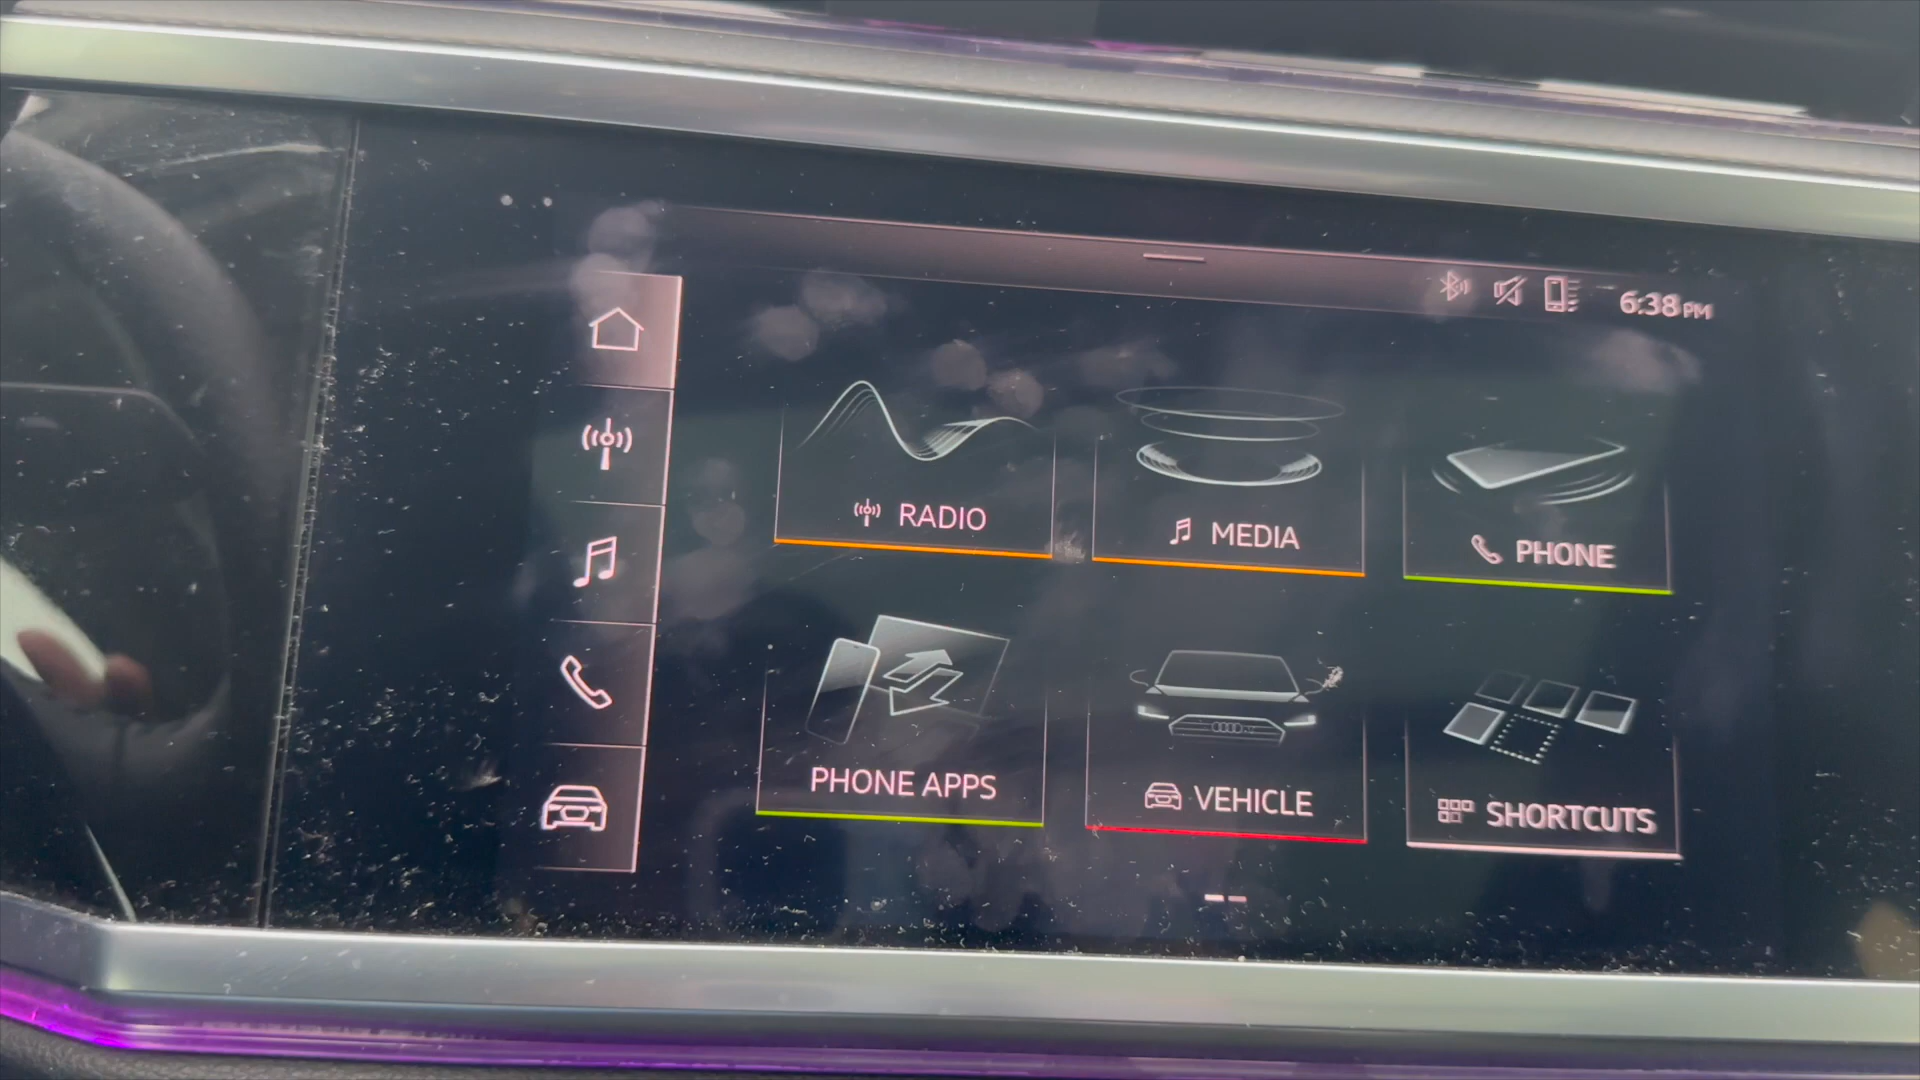 6:38 PM
RADIO
MEDIA
PHONE
PHONE APPS
VEHICLE
SHORTCUTS